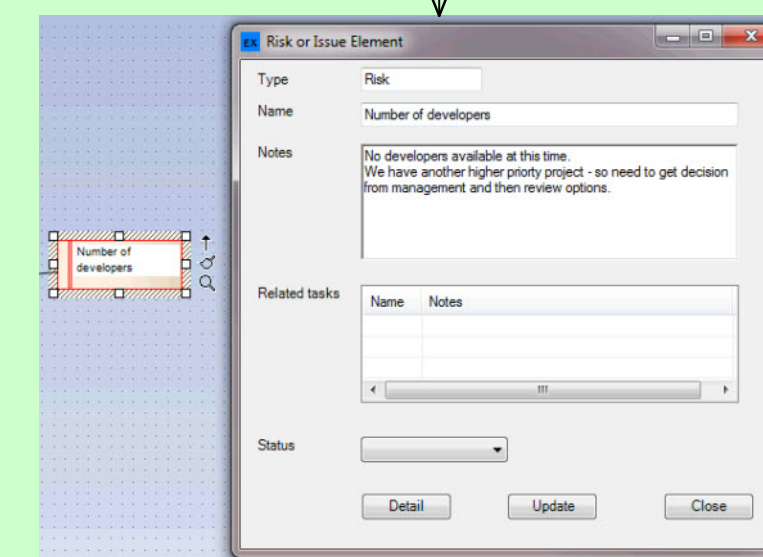 EX Risk or Issue Element
Type
Risk
Name
Number of developers
Notes
No developers available at this time.
We have another higher priorty project - so need to get decision
from management and then review options.
Number of
developers
Related tasks
Name Notes
Status
Detail Update Close